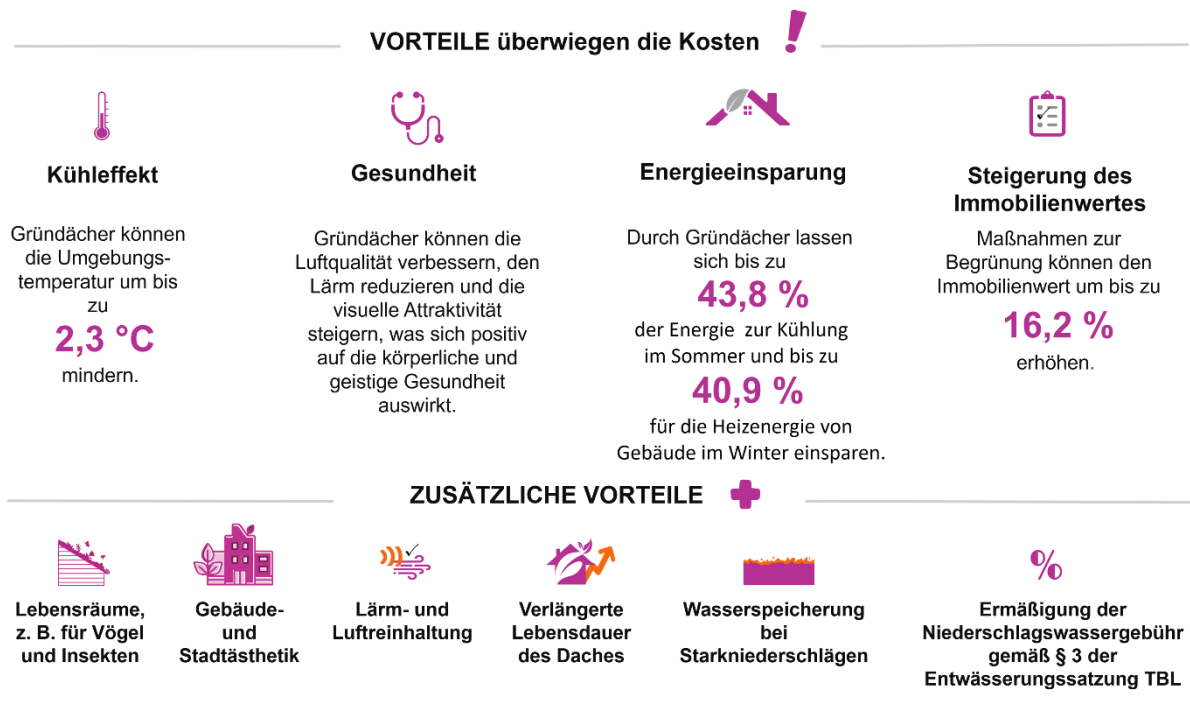 VORTEILE überwiegen die Kosten
Kühleffekt
Gründächer können
die Umgebungs-
temperatur um bis
zu
2,3 °C
mindern.
Gesundheit
Gründächer können die
Luftqualität verbessern, den
Lärm reduzieren und die
visuelle Attraktivität
steigern, was sich positiv
auf die körperliche und
geistige Gesundheit
auswirkt.
Energieeinsparung
Durch Gründächer lassen
sich bis zu
43,8 %
der Energie zur Kühlung
im Sommer und bis zu
40,9 %
für die Heizenergie von
Gebäude im Winter einsparen.
Steigerung des
Immobilienwertes
Maßnahmen zur
Begrünung können den
Immobilienwert um bis zu
16,2 %
erhöhen.
ZUSÄTZLICHE VORTEILE
Lebensräume,
z. B. für Vögel
und Insekten
Gebäude-
und
Stadtästhetik
Lärm- und
Luftreinhaltung
Verlängerte
Lebensdauer
des Daches
Wasserspeicherung
bei
Starkniederschlägen
%
Ermäßigung der
Niederschlagswassergebühr
gemäß § 3 der
Entwässerungssatzung TBL